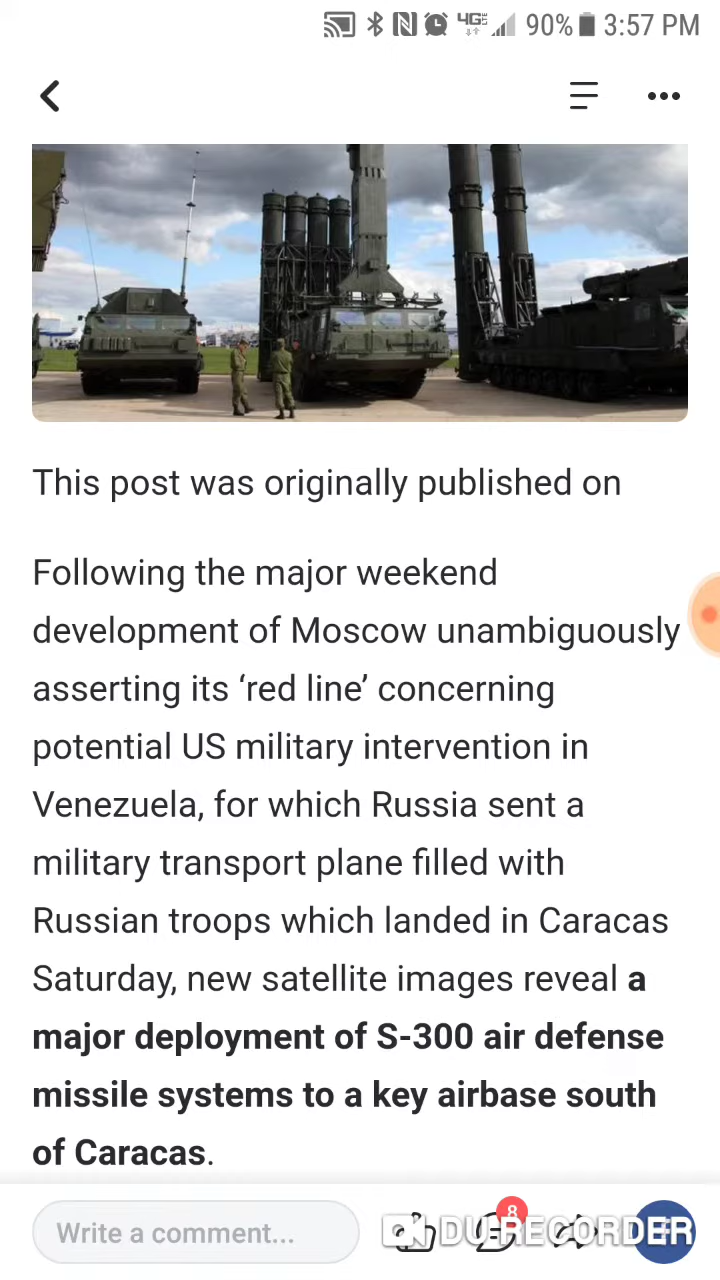 4G LTE 90% 3:57 PM
This post was originally published on
Following the major weekend
development of Moscow unambiguously
asserting its ‘red line’ concerning
potential US military intervention in
Venezuela, for which Russia sent a
military transport plane filled with
Russian troops which landed in Caracas
Saturday, new satellite images reveal a
major deployment of S-300 air defense
missile systems to a key airbase south
of Caracas.
Write a comment...
8
DU RECORDER